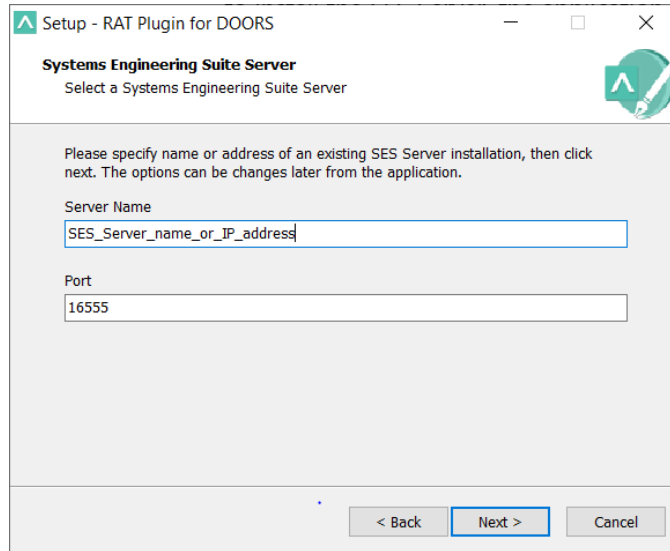 Setup - RAT Plugin for DOORS
Systems Engineering Suite Server
Select a Systems Engineering Suite Server
Please specify name or address of an existing SES Server installation, then click
next. The options can be changes later from the application.
Server Name
SES_Server_name_or_IP_address
Port
16555
< Back
Next >
Cancel